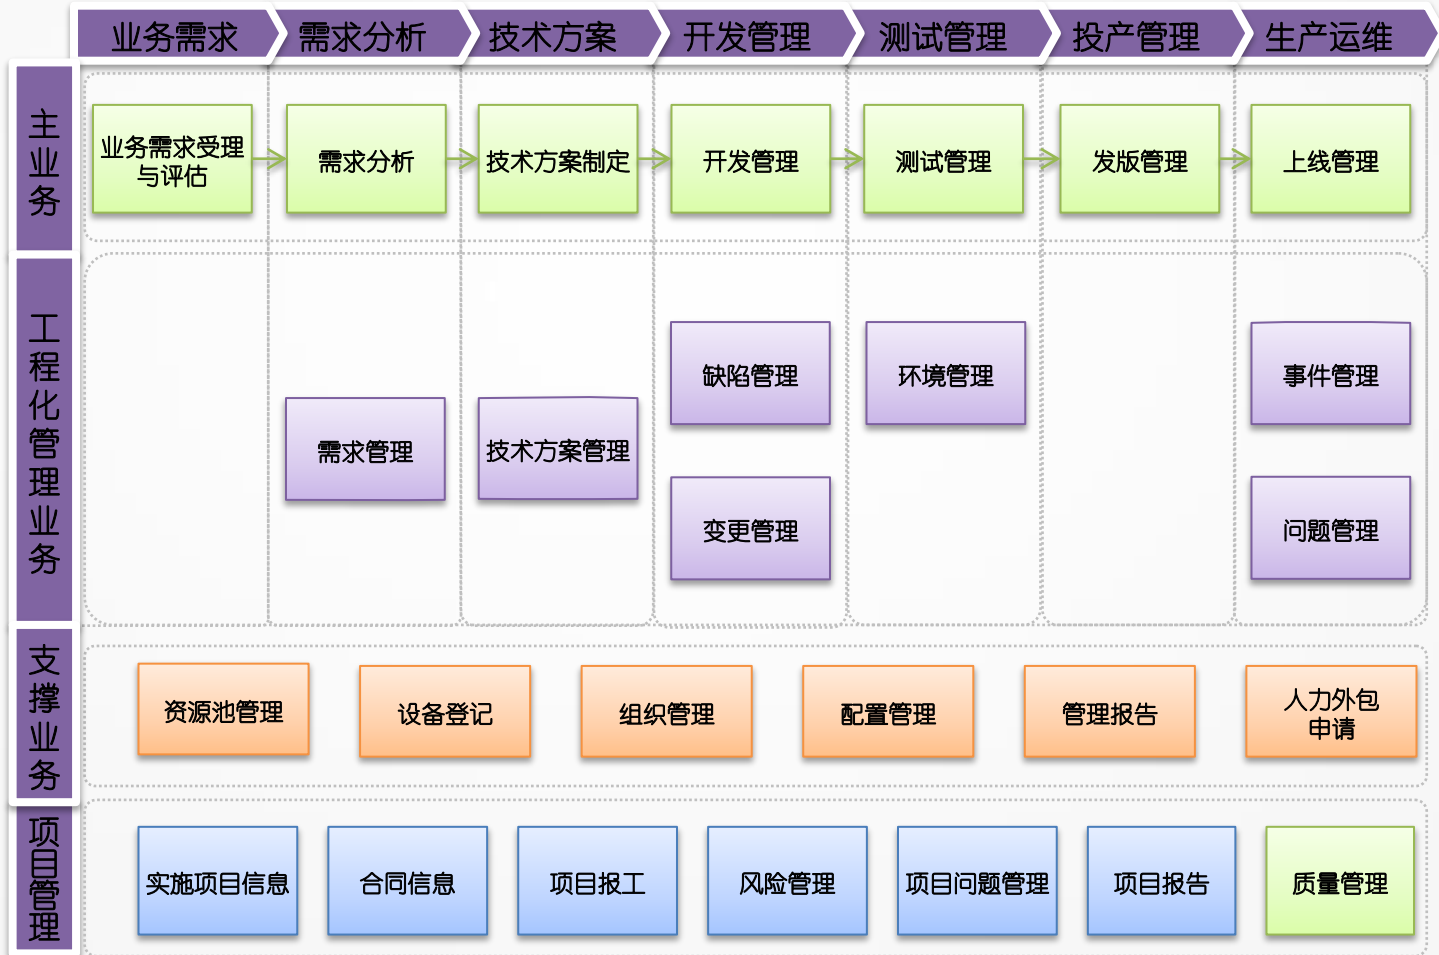 业务需求
需求分析
技术方案
开发管理
测试管理
投产管理
生产运维
主业务
业务需求受理
与评估
需求分析
技术方案制定
开发管理
测试管理
发版管理
上线管理
工程化管理业务
缺陷管理
环境管理
事件管理
需求管理
技术方案管理
变更管理
问题管理
支撑业务
资源池管理
设备登记
组织管理
配置管理
管理报告
人力外包
申请
项目管理
实施项目信息
合同信息
项目报工
风险管理
项目问题管理
项目报告
质量管理